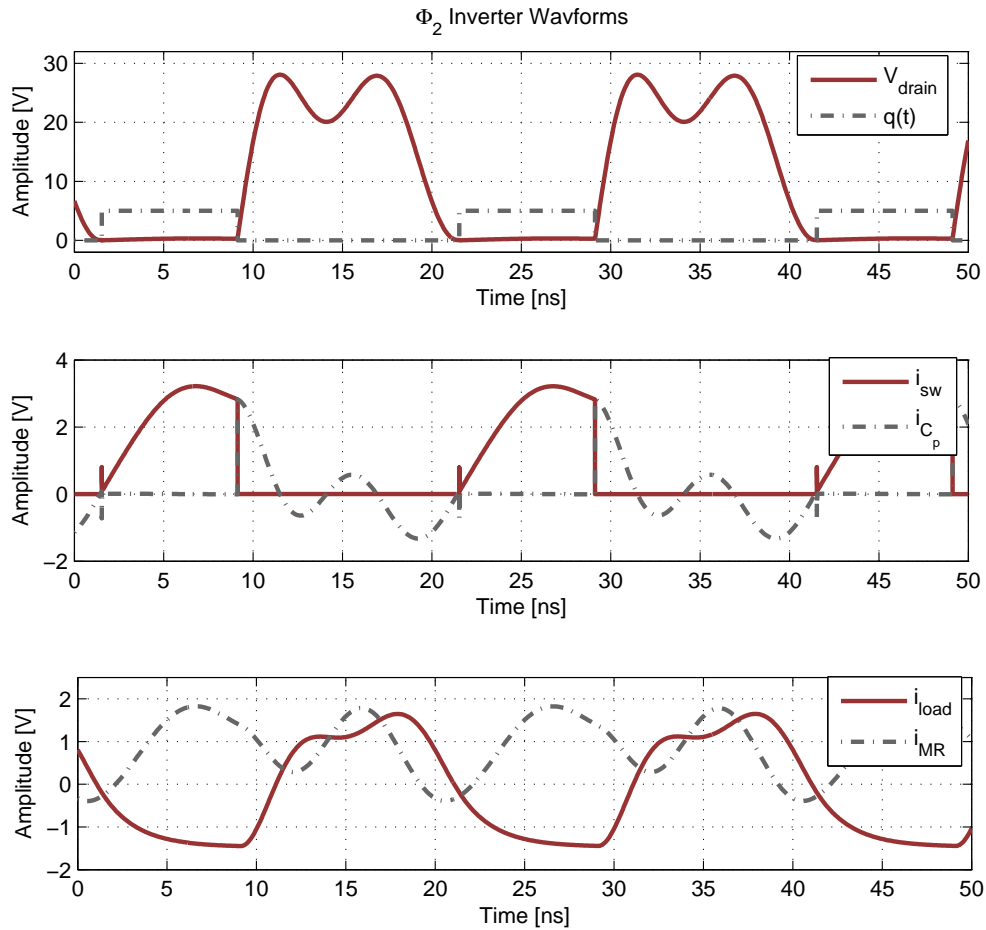 Φ2 Inverter Wavforms
Amplitude [V]
30
20
10
0
V_drain
q(t)
0 5 10 15 20 25 30 35 40 45 50
Time [ns]
Amplitude [V]
4
2
0
−2
i_sw
i_Cp
0 5 10 15 20 25 30 35 40 45 50
Time [ns]
Amplitude [V]
2
1
0
−1
−2
i_load
i_MR
0 5 10 15 20 25 30 35 40 45 50
Time [ns]